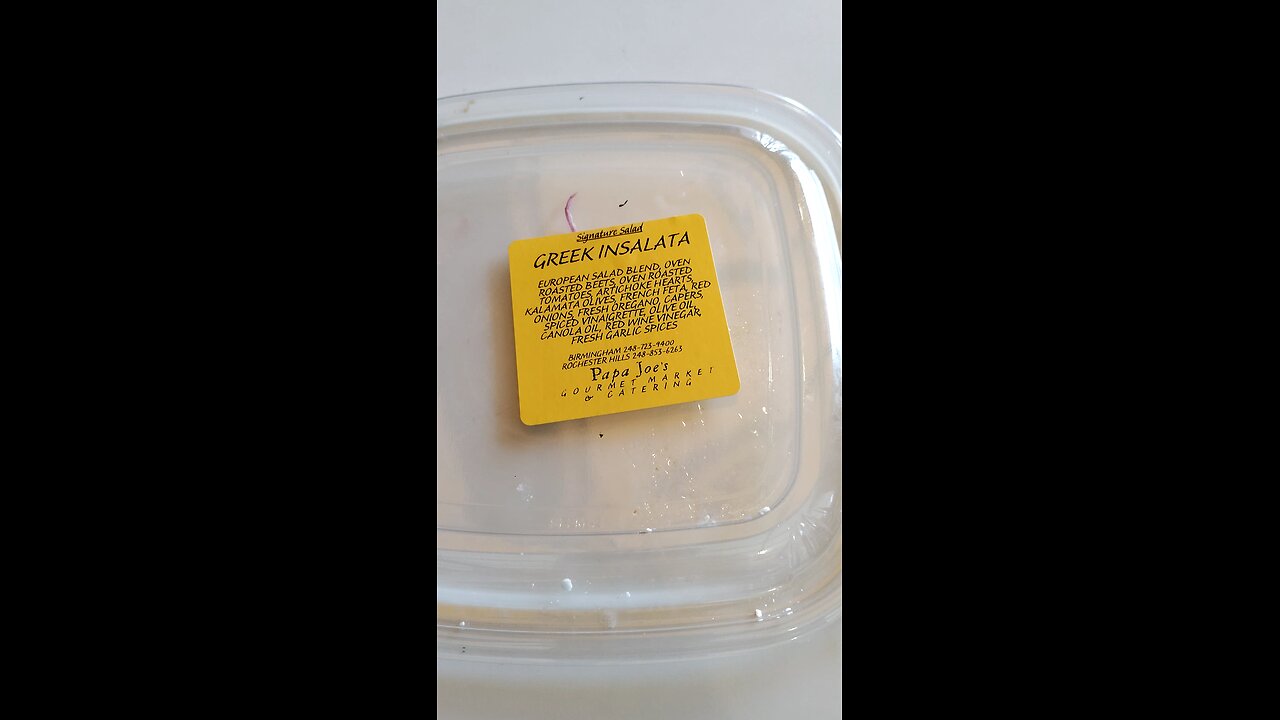 Signature Salad
GREEK INSALATA
EUROPEAN SALAD BLEND, OVEN
ROASTED BEETS, OVEN ROASTED
TOMATOES, ARTICHOKE HEARTS,
KALAMATA OLIVES, FRENCH FETA, RED
ONIONS, FRESH OREGANO, CAPERS,
SPICED VINAIGRETTE, OLIVE OIL,
CANOLA OIL, RED WINE VINEGAR,
FRESH GARLIC SPICES
BIRMINGHAM 248-723-9400
ROCHESTER HILLS 248-853-6263
Papa Joe's
GOURMET MARKET
& CATERING